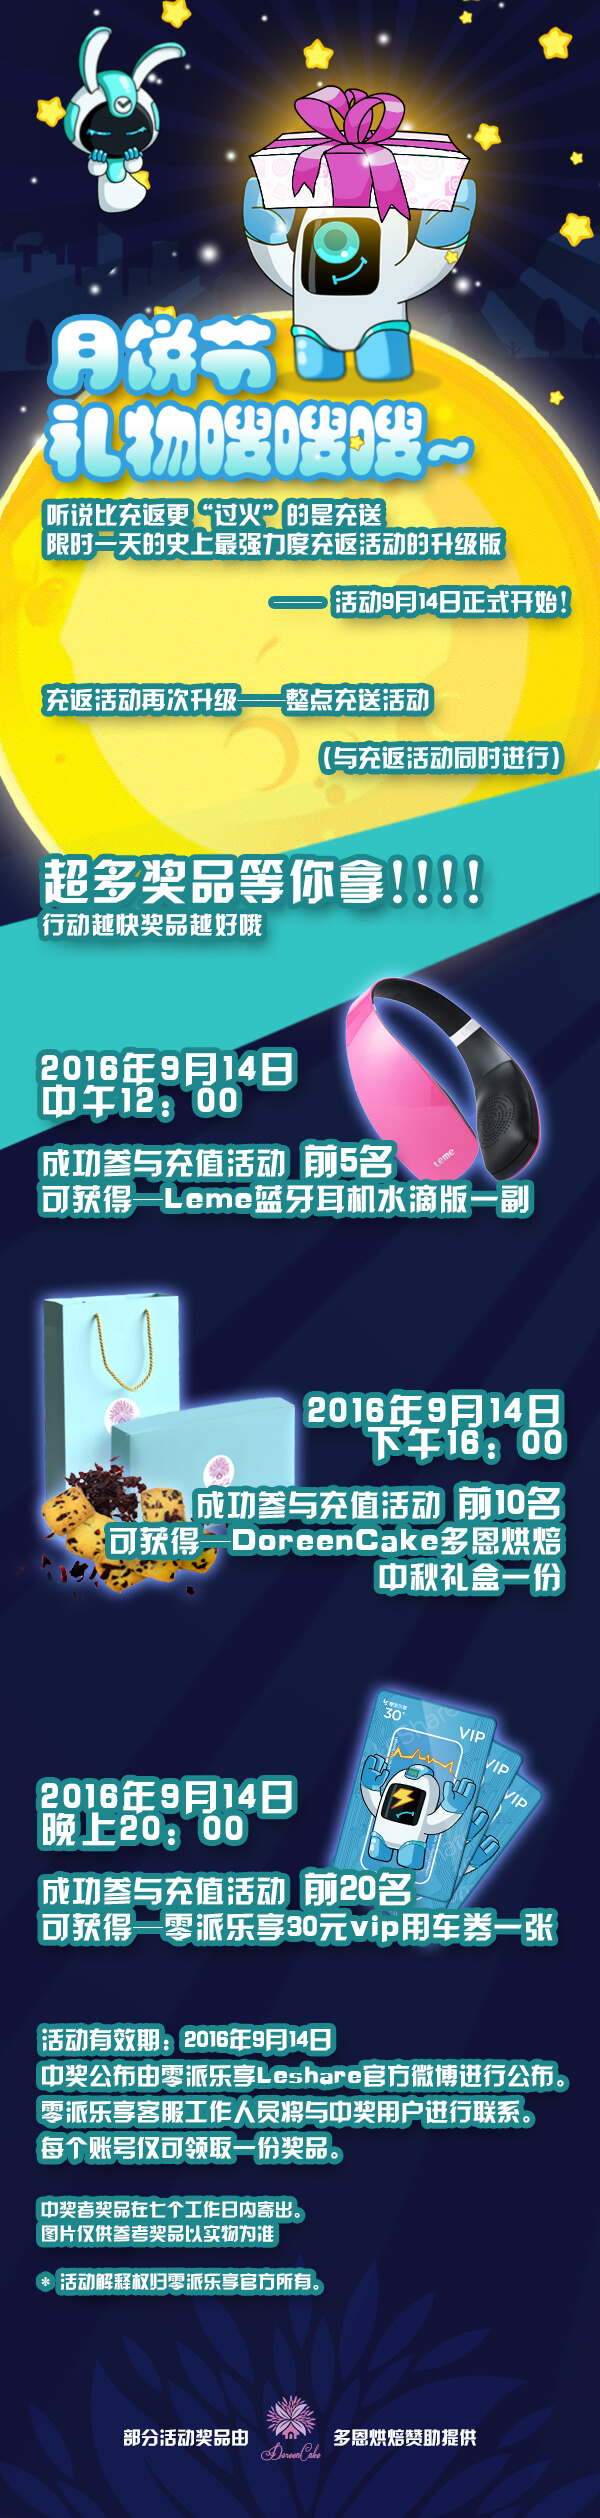 月饼节
礼物嗖嗖嗖~
听说比充返更“过火”的是充送
限时一天的史上最强力度充返活动的升级版
—— 活动9月14日正式开始！
充返活动再次升级——整点充送活动
（与充返活动同时进行）
超多奖品等你拿！！！！
行动越快奖品越好哦
2016年9月14日
中午12：00
Leme
成功参与充值活动 前5名
可获得—Leme蓝牙耳机水滴版一副
2016年9月14日
下午16：00
成功参与充值活动 前10名
可获得—DoreenCake多恩烘焙
中秋礼盒一份
30
VIP
VIP
VIP
2016年9月14日
晚上20：00
成功参与充值活动 前20名
可获得—零派乐享30元vip用车券一张
活动有效期：2016年9月14日
中奖公布由零派乐享Leshare官方微博进行公布。
零派乐享客服工作人员将与中奖用户进行联系。
每个账号仅可领取一份奖品。
中奖者奖品在七个工作日内寄出。
图片仅供参考奖品以实物为准
* 活动解释权归零派乐享官方所有。
部分活动奖品由 DoreenCake 多恩烘焙赞助提供